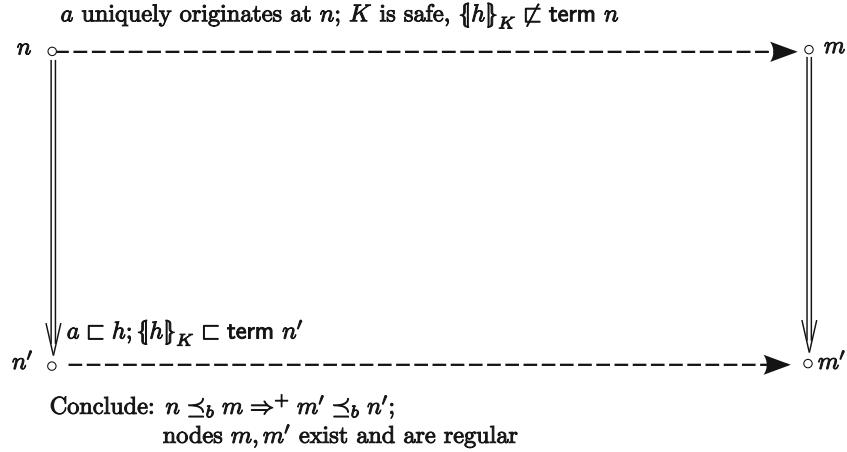 a uniquely originates at n; K is safe, {|h|}_K ⊏̸ term n
n m
a ⊏ h; {|h|}_K ⊏ term n′
n′ m′
Conclude: n ⪯_b m ⇒⁺ m′ ⪯_b n′;
nodes m, m′ exist and are regular